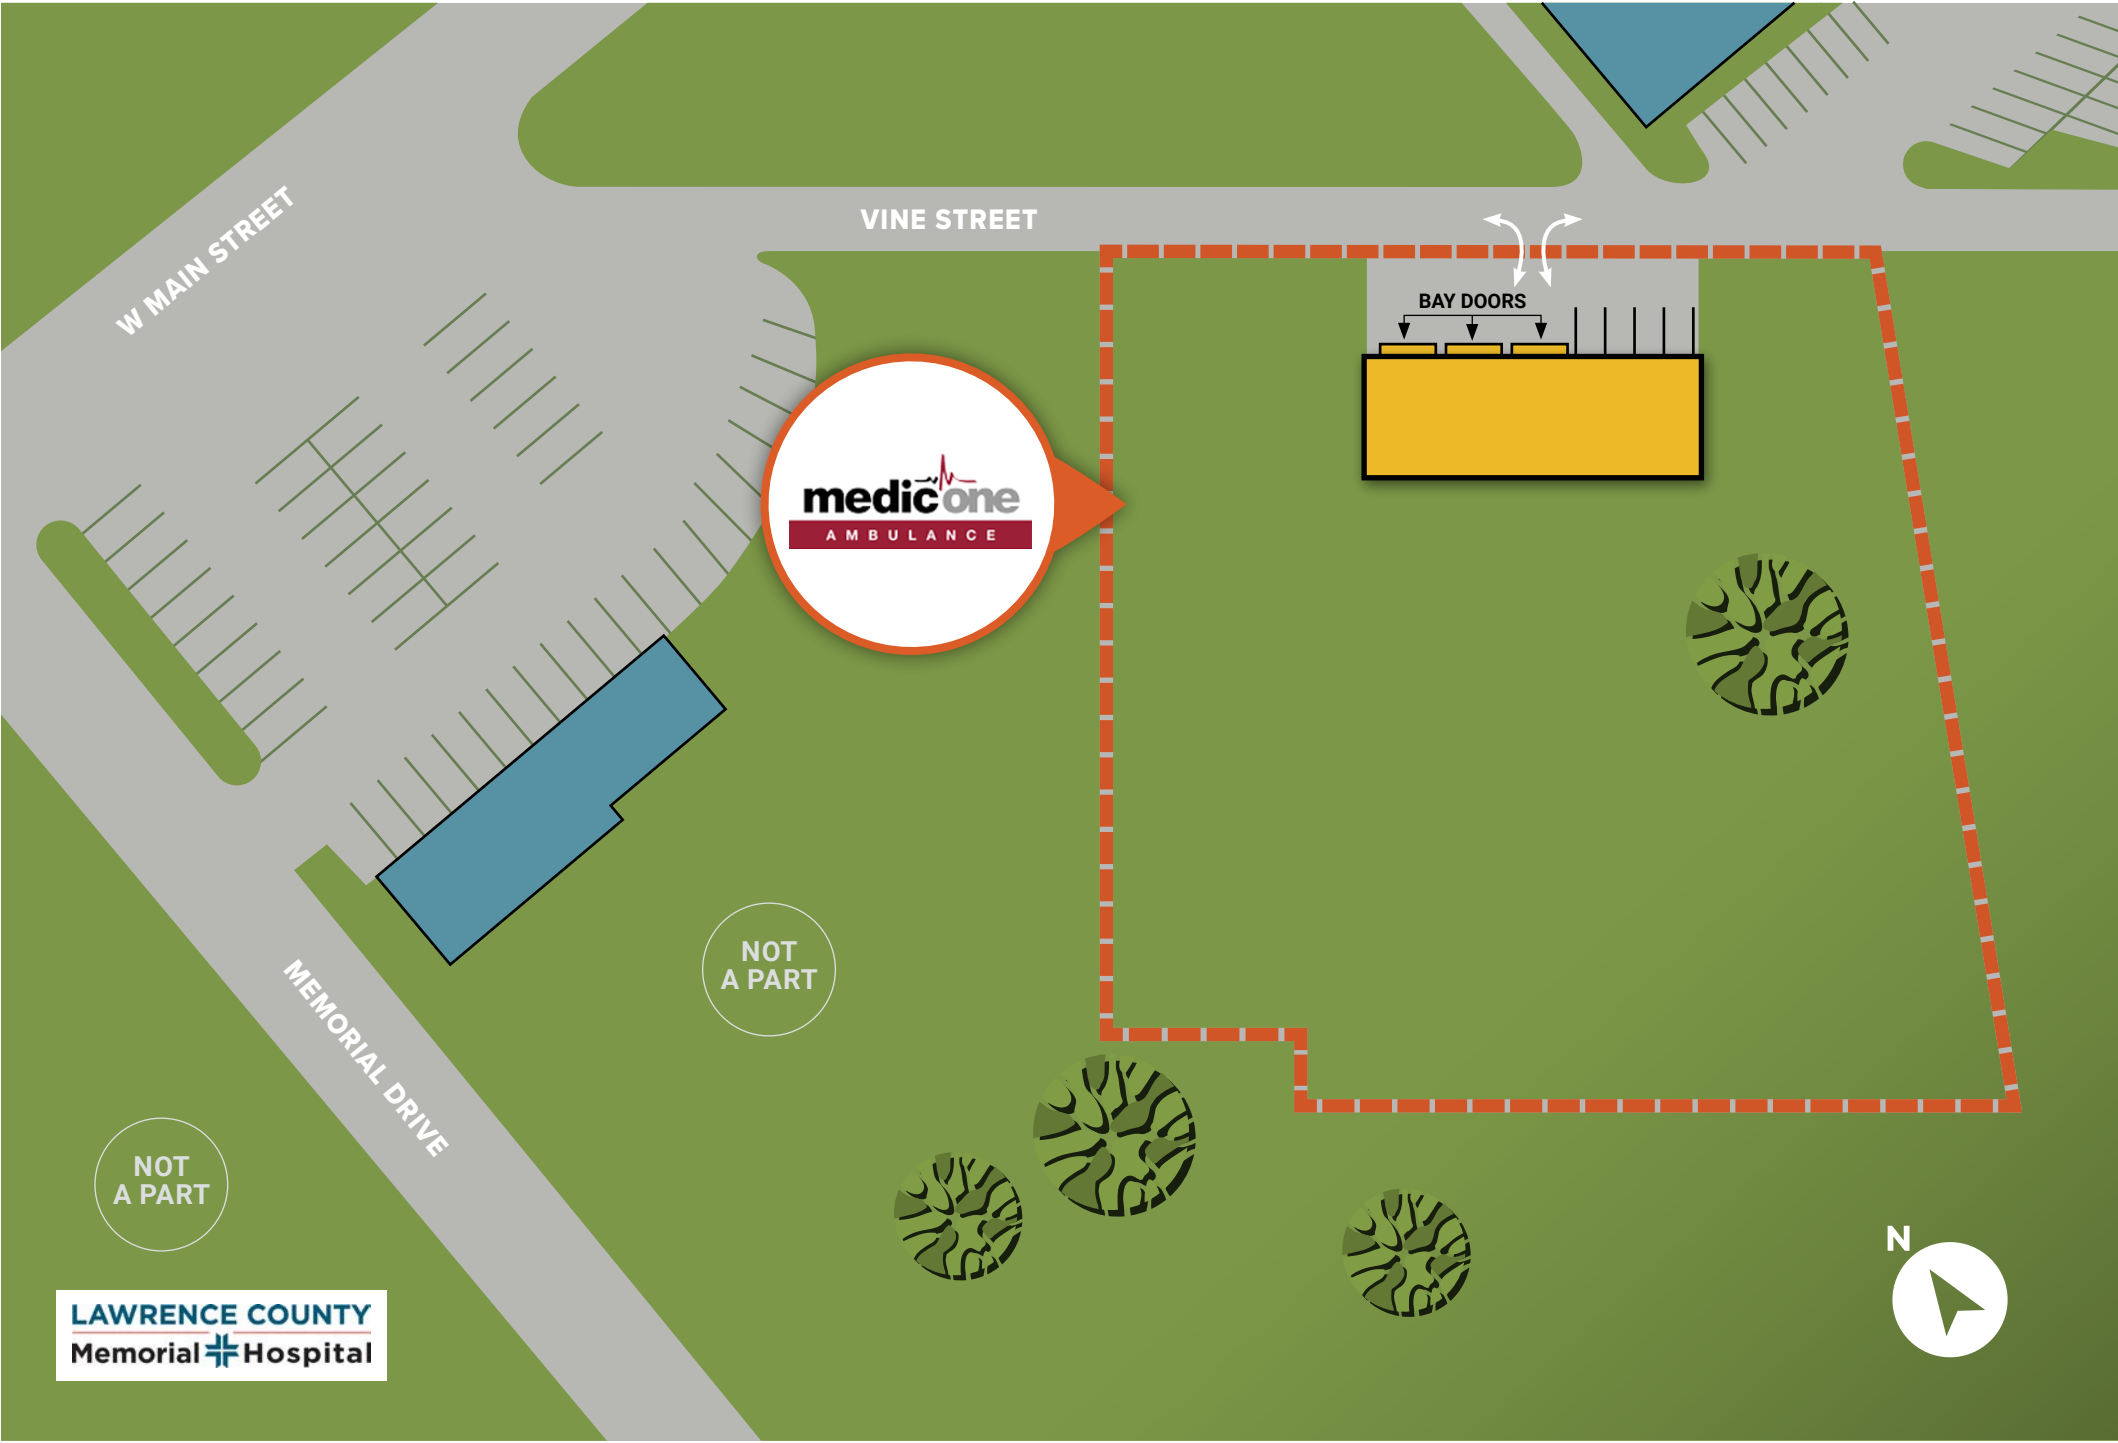 W MAIN STREET
VINE STREET
BAY DOORS
medic one
AMBULANCE
NOT
A PART
MEMORIAL DRIVE
NOT
A PART
LAWRENCE COUNTY
Memorial Hospital
N